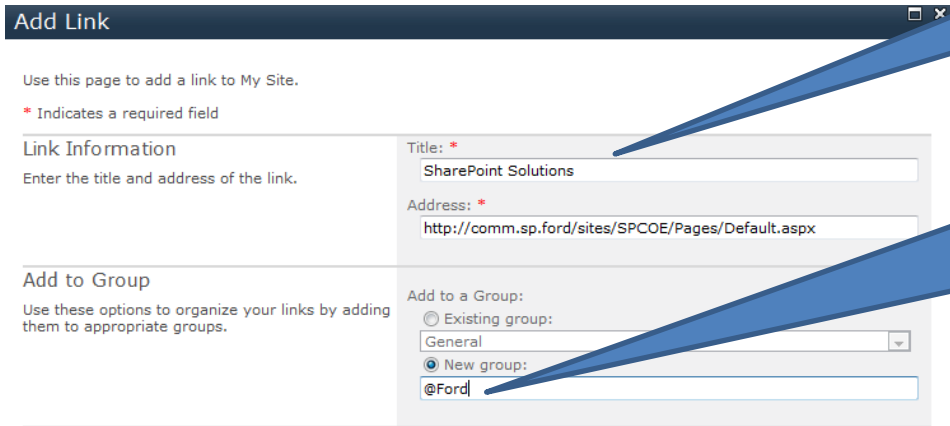 Add Link
Use this page to add a link to My Site.
* Indicates a required field
Link Information
Enter the title and address of the link.
Title: *
SharePoint Solutions
Address: *
http://comm.sp.ford/sites/SPCOE/Pages/Default.aspx
Add to Group
Use these options to organize your links by adding
them to appropriate groups.
Add to a Group:
Existing group:
General
New group:
@Ford